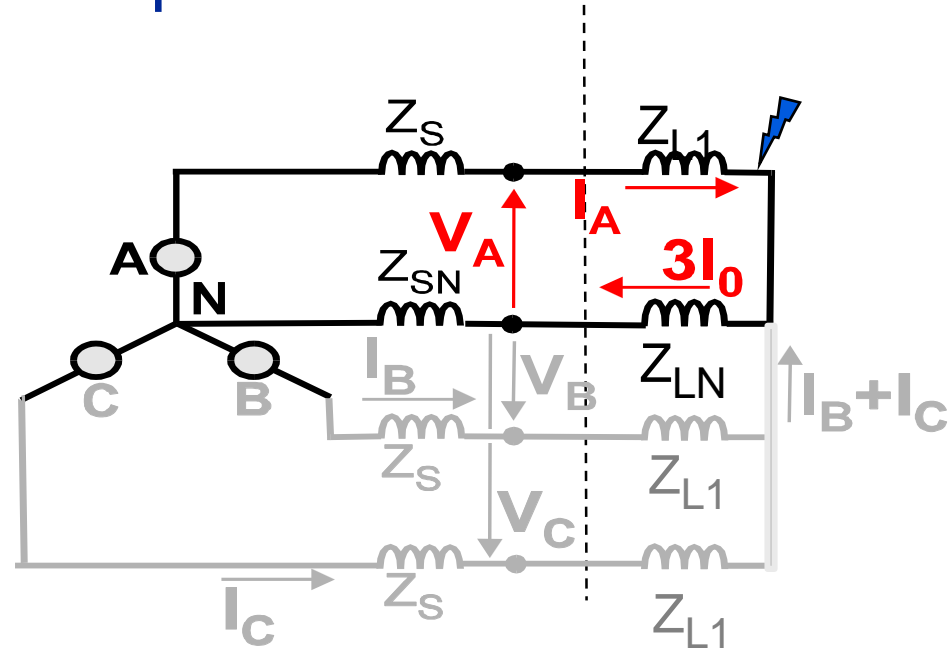 Z_S
Z_L1
I_A
V_A
A
N
Z_SN
3I_0
Z_LN
C
B
I_B
V_B
I_B+I_C
Z_S
Z_L1
V_C
Z_S
I_C
Z_L1